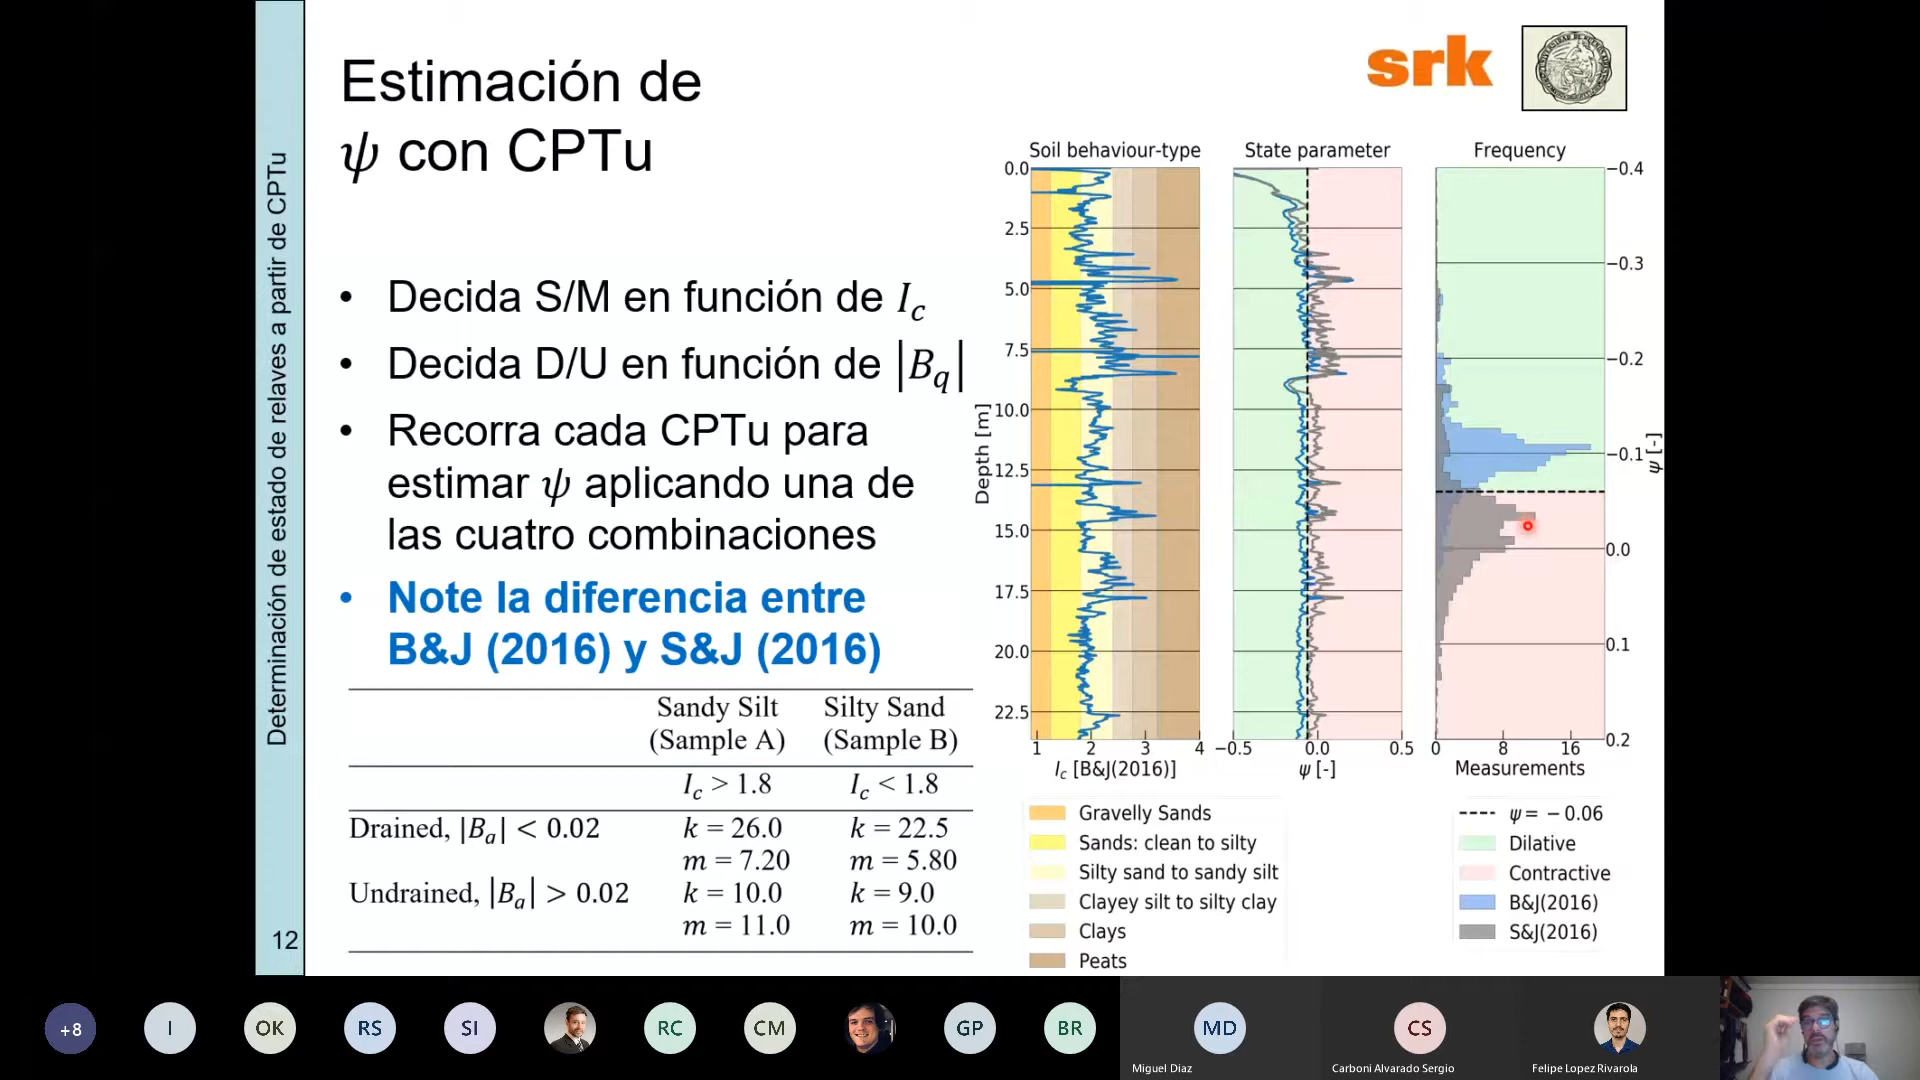 Determinación de estado de relaves a partir de CPTu
12
Estimación de
ψ con CPTu
srk
• Decida S/M en función de I_c
• Decida D/U en función de |B_q|
• Recorra cada CPTu para
estimar ψ aplicando una de
las cuatro combinaciones
• Note la diferencia entre
B&J (2016) y S&J (2016)
Sandy Silt Silty Sand
(Sample A) (Sample B)
I_c > 1.8 I_c < 1.8
Drained, |B_q| < 0.02 k = 26.0 k = 22.5
m = 7.20 m = 5.80
Undrained, |B_q| > 0.02 k = 10.0 k = 9.0
m = 11.0 m = 10.0
Soil behaviour-type State parameter Frequency
Depth [m]
0.0
2.5
5.0
7.5
10.0
12.5
15.0
17.5
20.0
22.5
1 2 3 4
I_c [B&J(2016)]
−0.5 0.0 0.5
ψ [-]
0 8 16
Measurements
−0.4
−0.3
−0.2
−0.1
0.0
0.1
0.2
ψ [-]
Gravelly Sands
Sands: clean to silty
Silty sand to sandy silt
Clayey silt to silty clay
Clays
Peats
ψ = −0.06
Dilative
Contractive
B&J(2016)
S&J(2016)
+8 I OK RS SI RC CM GP BR MD CS
Miguel Diaz Carboni Alvarado Sergio Felipe Lopez Rivarola